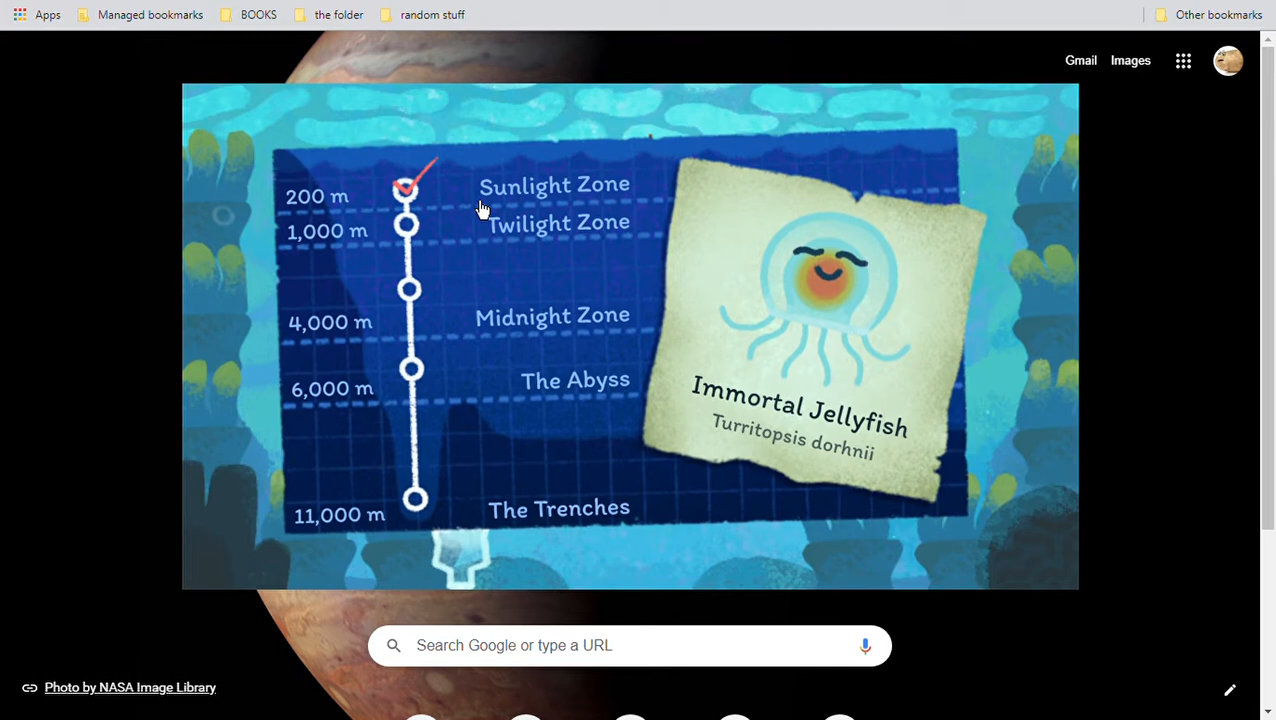 Apps
Managed bookmarks
BOOKS
the folder
random stuff
Other bookmarks
Gmail
Images
200 m
Sunlight Zone
1,000 m
Twilight Zone
4,000 m
Midnight Zone
6,000 m
The Abyss
11,000 m
The Trenches
Immortal Jellyfish
Turritopsis dorhnii
Search Google or type a URL
Photo by NASA Image Library